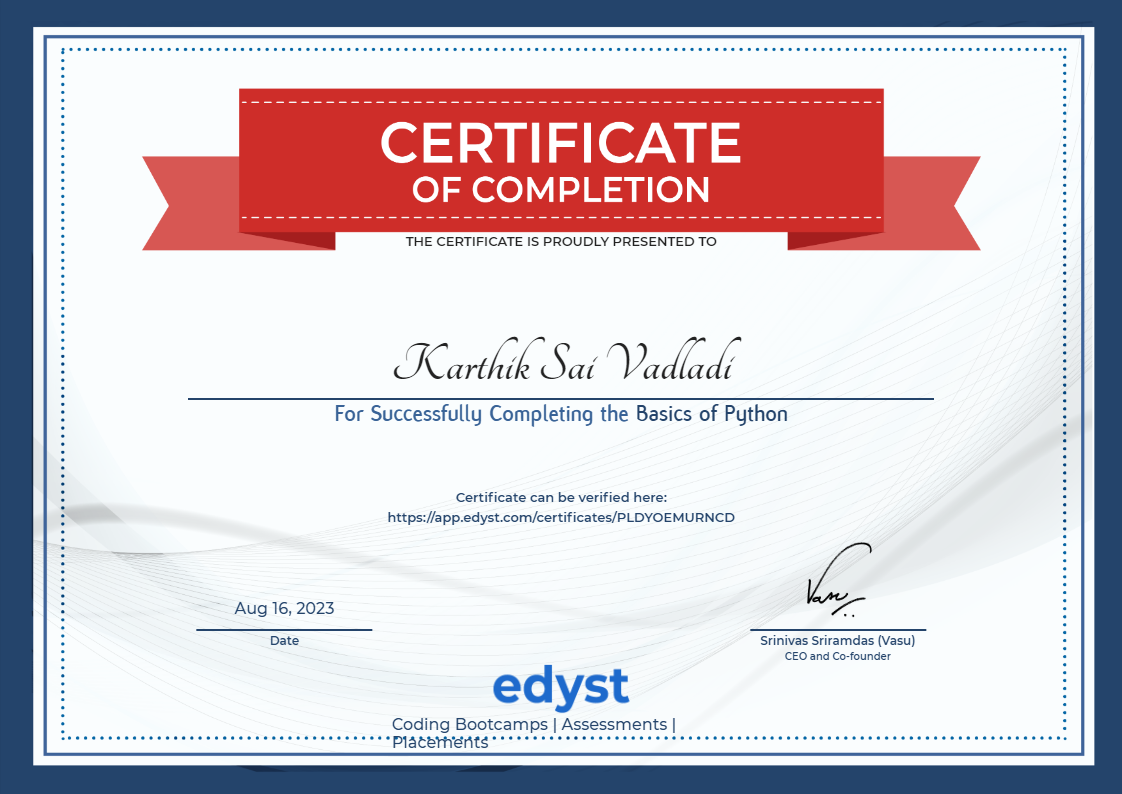 CERTIFICATE
OF COMPLETION
THE CERTIFICATE IS PROUDLY PRESENTED TO
Karthik Sai Vadladi
For Successfully Completing the Basics of Python
Certificate can be verified here:
https://app.edyst.com/certificates/PLDYOEMURNCD
Aug 16, 2023
Date
Vasu
Srinivas Sriramdas (Vasu)
CEO and Co-founder
edyst
Coding Bootcamps | Assessments |
Placements